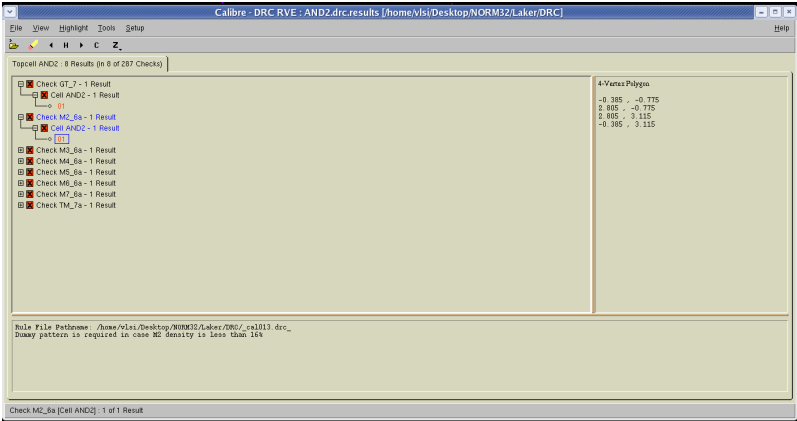 Calibre - DRC RVE : AND2.drc.results [/home/vlsi/Desktop/NORM32/Laker/DRC]
File View Highlight Tools Setup Help
H C Z
Topcell AND2 : 8 Results (in 8 of 287 Checks)
Check GT_7 - 1 Result
Cell AND2 - 1 Result
01
Check M2_6a - 1 Result
Cell AND2 - 1 Result
01
Check M3_6a - 1 Result
Check M4_6a - 1 Result
Check M5_6a - 1 Result
Check M6_6a - 1 Result
Check M7_6a - 1 Result
Check TM_7a - 1 Result
4-Vertex Polygon
-0.385 , -0.775
2.805 , -0.775
2.805 , 3.115
-0.385 , 3.115
Rule File Pathname: /home/vlsi/Desktop/NORM32/Laker/DRC/_cal013.drc_
Dummy pattern is required in case M2 density is less than 16%
Check M2_6a [Cell AND2] : 1 of 1 Result